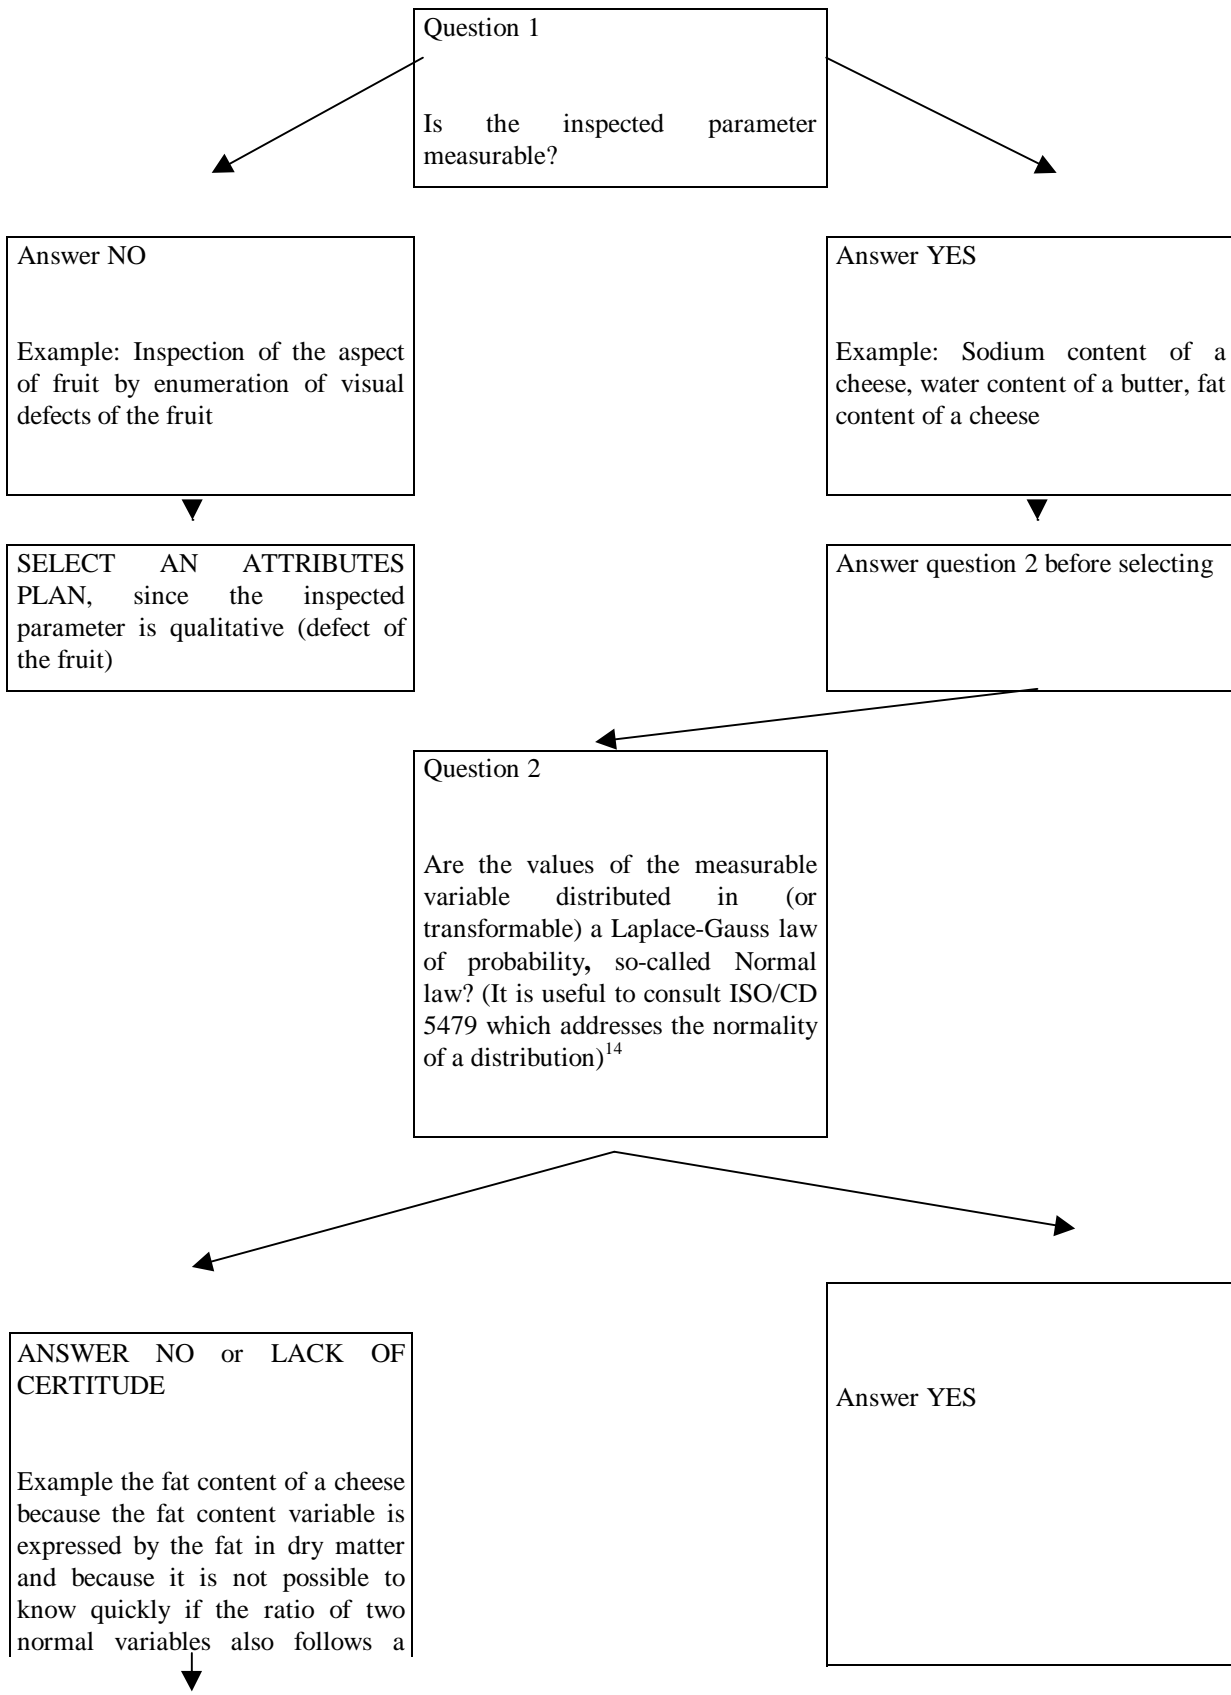 Question 1
Is the inspected parameter
measurable?
Answer NO
Example: Inspection of the aspect
of fruit by enumeration of visual
defects of the fruit
Answer YES
Example: Sodium content of a
cheese, water content of a butter, fat
content of a cheese
SELECT AN ATTRIBUTES
PLAN, since the inspected
parameter is qualitative (defect of
the fruit)
Answer question 2 before selecting
Question 2
Are the values of the measurable
variable distributed in (or
transformable) a Laplace-Gauss law
of probability, so-called Normal
law? (It is useful to consult ISO/CD
5479 which addresses the normality
of a distribution)14
ANSWER NO or LACK OF
CERTITUDE
Example the fat content of a cheese
because the fat content variable is
expressed by the fat in dry matter
and because it is not possible to
know quickly if the ratio of two
normal variables also follows a
Answer YES